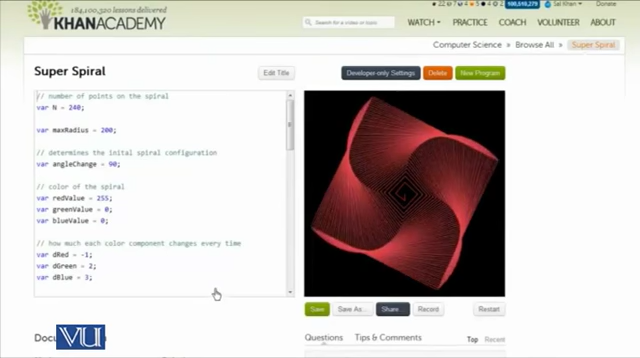 184,100,320 lessons delivered
KHANACADEMY
Search for a video or topic
Sal Khan
Donate
WATCH PRACTICE COACH VOLUNTEER ABOUT
Computer Science » Browse All » Super Spiral
Super Spiral
Edit Title
Developer-only Settings
Delete
New Program
// number of points on the spiral
var N = 240;
var maxRadius = 200;
// determines the inital spiral configuration
var angleChange = 90;
// color of the spiral
var redValue = 255;
var greenValue = 0;
var blueValue = 0;
// how much each color component changes every time
var dRed = -1;
var dGreen = 2;
var dBlue = 3;
Save
Save As...
Share...
Record
Restart
Questions Tips & Comments Top Recent
VU